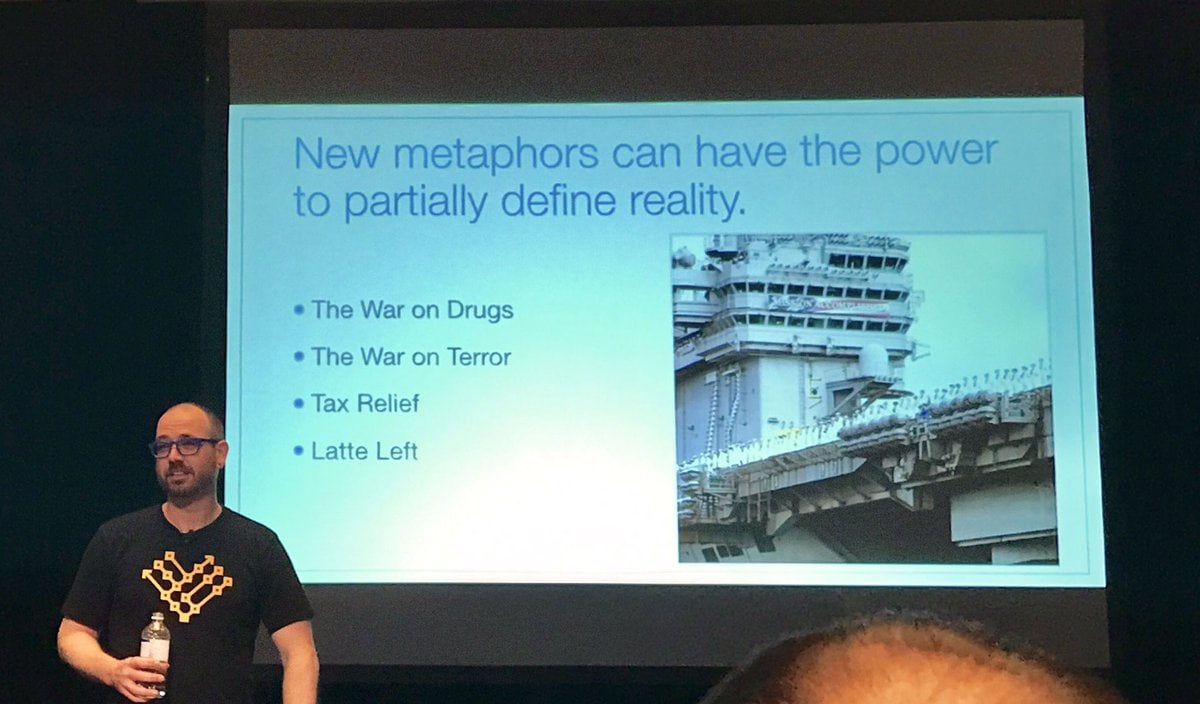 New metaphors can have the power
to partially define reality.
• The War on Drugs
• The War on Terror
• Tax Relief
• Latte Left